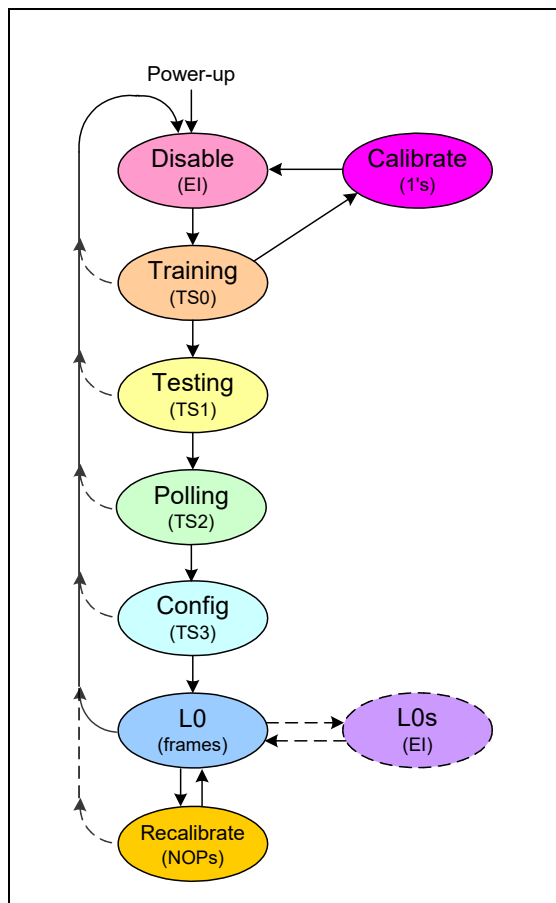 Power-up
Disable
(EI)
Calibrate
(1's)
Training
(TS0)
Testing
(TS1)
Polling
(TS2)
Config
(TS3)
L0
(frames)
L0s
(EI)
Recalibrate
(NOPs)